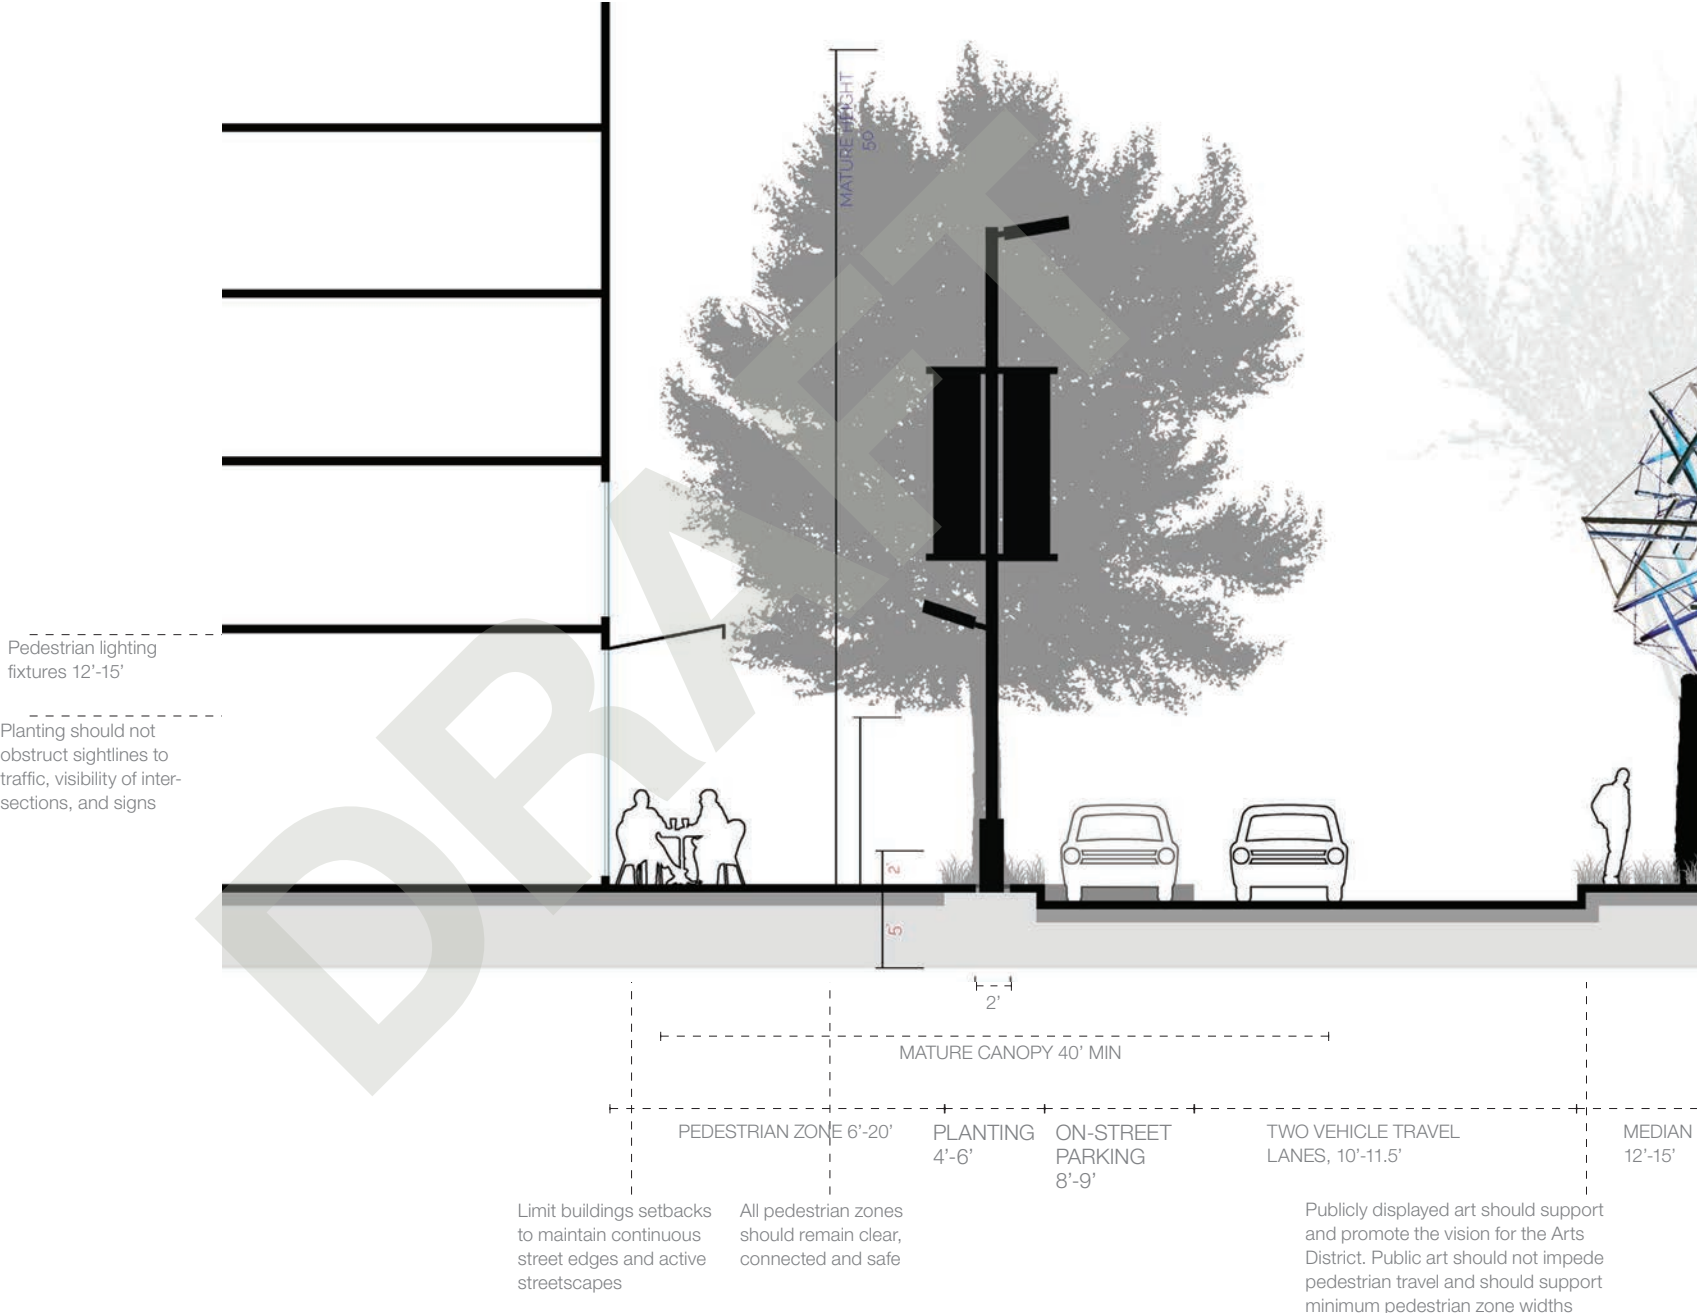 MATURE HEIGHT
50'
DRAFT
Pedestrian lighting
fixtures 12'-15'
Planting should not
obstruct sightlines to
traffic, visibility of inter-
sections, and signs
2'
5'
2'
MATURE CANOPY 40' MIN
PEDESTRIAN ZONE 6'-20'
PLANTING
4'-6'
ON-STREET
PARKING
8'-9'
TWO VEHICLE TRAVEL
LANES, 10'-11.5'
MEDIAN
12'-15'
Limit buildings setbacks
to maintain continuous
street edges and active
streetscapes
All pedestrian zones
should remain clear,
connected and safe
Publicly displayed art should support
and promote the vision for the Arts
District. Public art should not impede
pedestrian travel and should support
minimum pedestrian zone widths